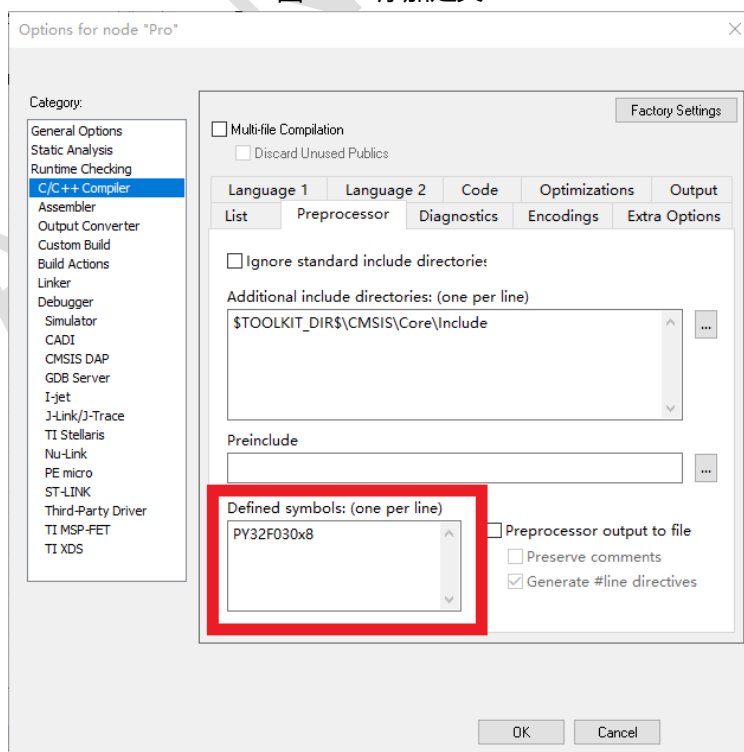 Options for node "Pro"
Category:
General Options
Static Analysis
Runtime Checking
C/C++ Compiler
Assembler
Output Converter
Custom Build
Build Actions
Linker
Debugger
Simulator
CADI
CMSIS DAP
GDB Server
I-jet
J-Link/J-Trace
TI Stellaris
Nu-Link
PE micro
ST-LINK
Third-Party Driver
TI MSP-FET
TI XDS
Factory Settings
Multi-file Compilation
Discard Unused Publics
Language 1 Language 2 Code Optimizations Output
List Preprocessor Diagnostics Encodings Extra Options
Ignore standard include directories
Additional include directories: (one per line)
$TOOLKIT_DIR$\CMSIS\Core\Include
...
Preinclude
...
Defined symbols: (one per line)
PY32F030x8
Preprocessor output to file
Preserve comments
Generate #line directives
OK Cancel